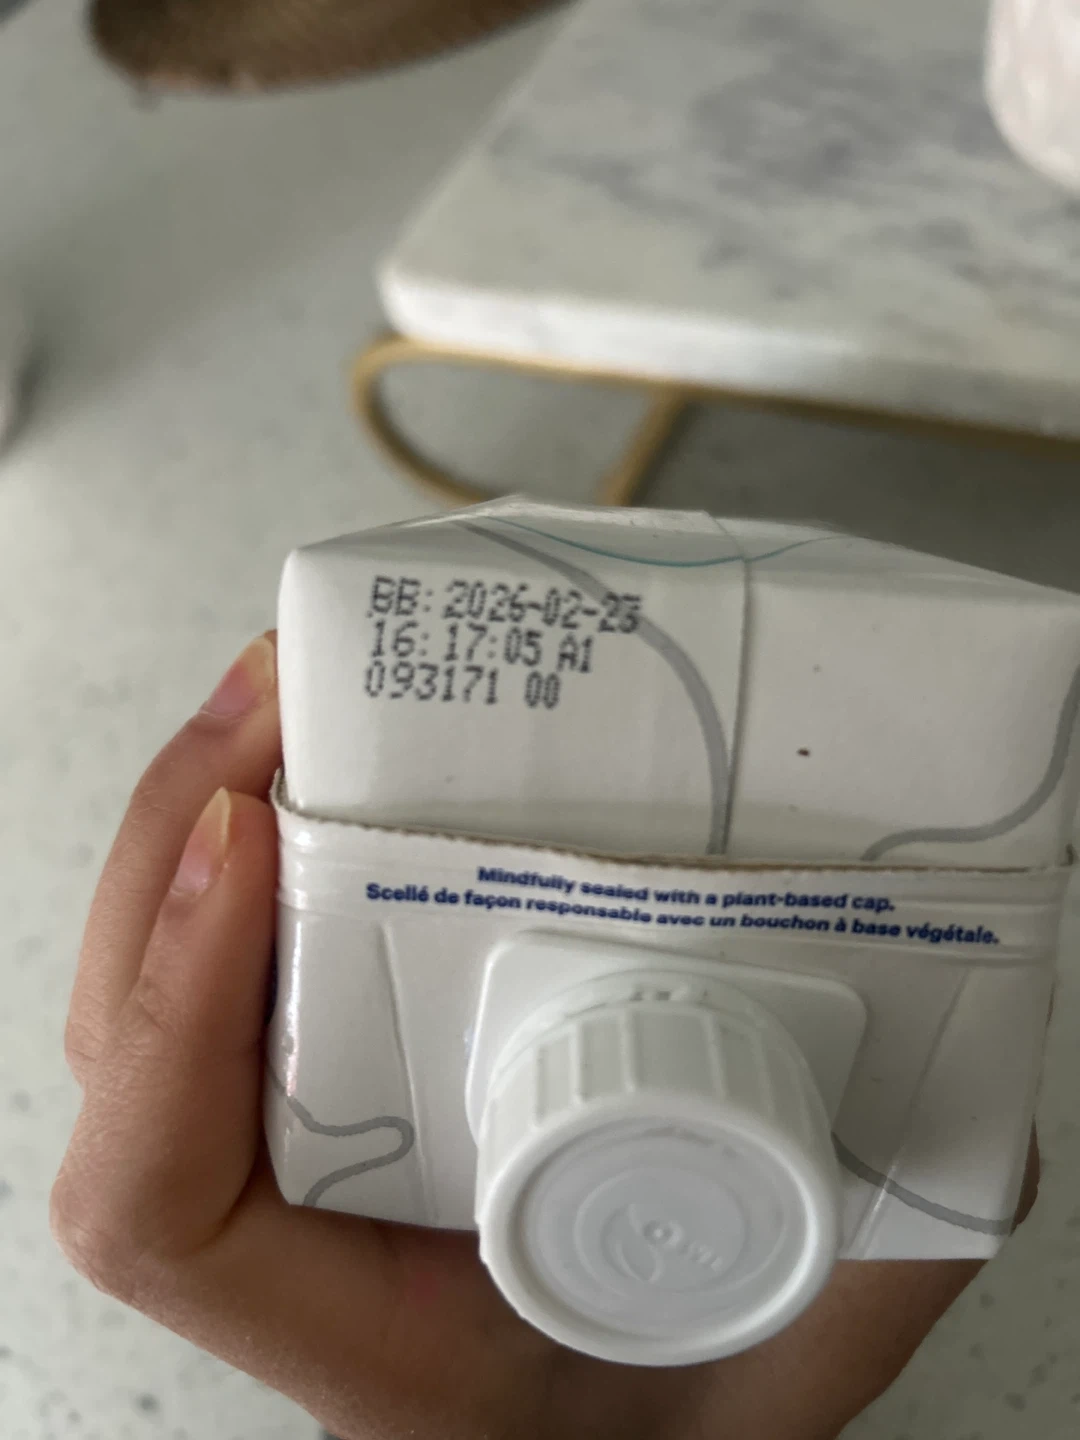 BB: 2026-02-28
16:17:05 A1
093171 00
Mindfully sealed with a plant-based cap.
Scellé de façon responsable avec un bouchon à base végétale.